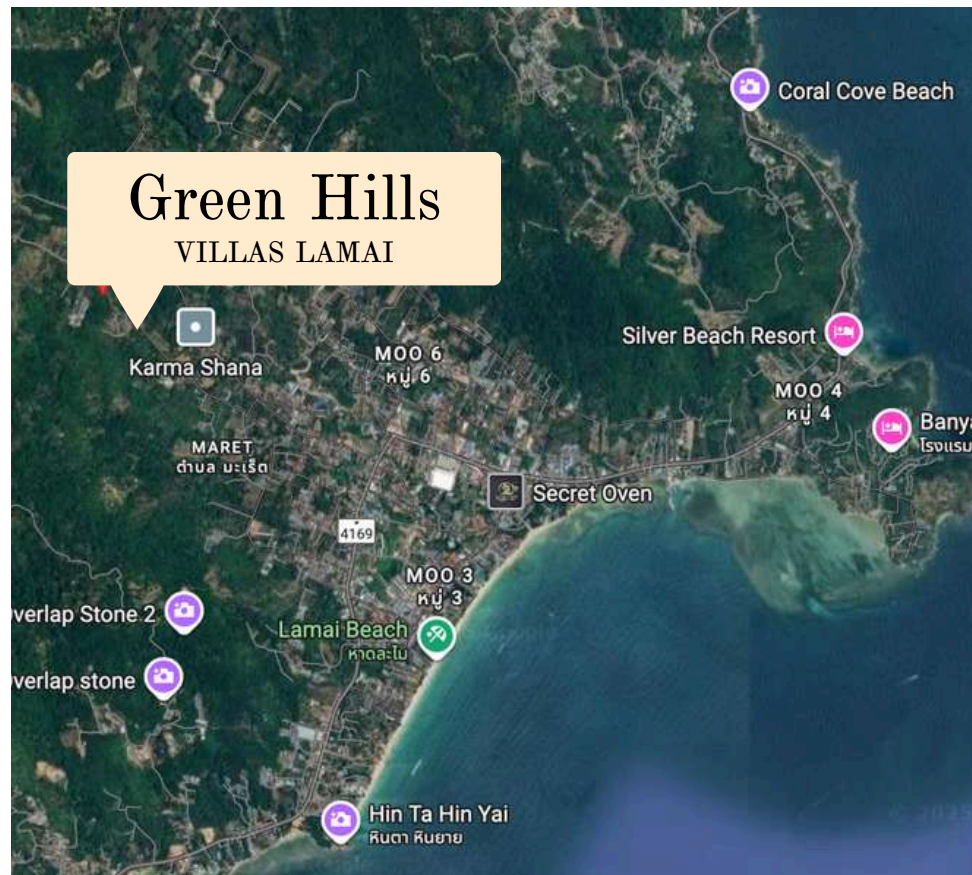 Coral Cove Beach
Green Hills
VILLAS LAMAI
Silver Beach Resort
Karma Shana
MOO 6
หมู่ 6
MOO 4
หมู่ 4
Banya
โรงแรม
MARET
ตำบล มะเร็ต
Secret Oven
4169
MOO 3
หมู่ 3
verlap Stone 2
Lamai Beach
หาดละไม
verlap stone
Hin Ta Hin Yai
หินตา หินยาย